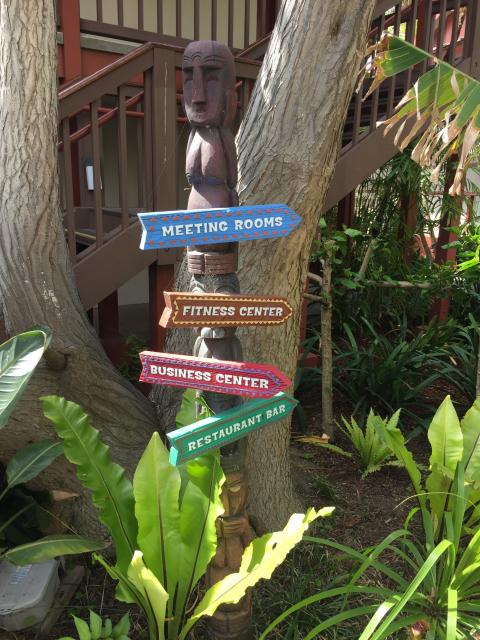 MEETING ROOMS
FITNESS CENTER
BUSINESS CENTER
RESTAURANT BAR